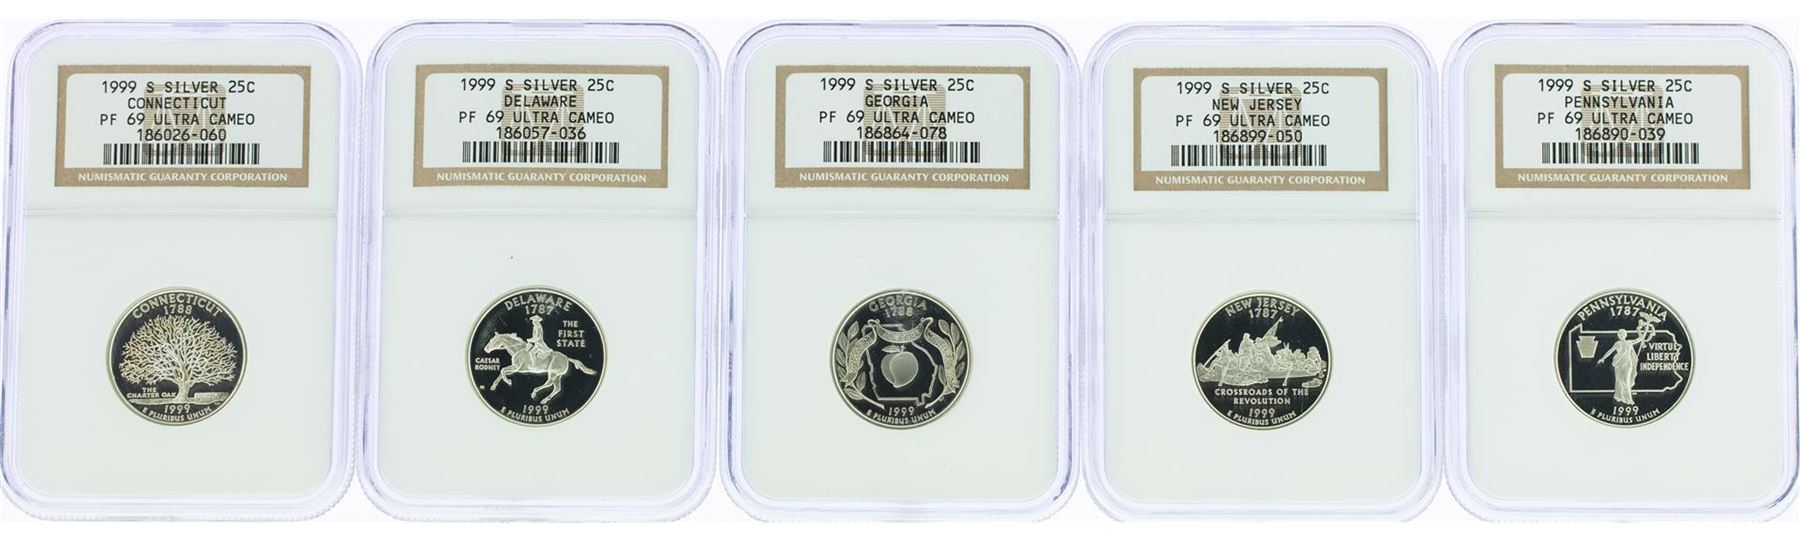 1999 S SILVER 25C
CONNECTICUT
PF 69 ULTRA CAMEO
186026-060
NUMISMATIC GUARANTY CORPORATION
CONNECTICUT
1788
THE
CHARTER OAK
1999
E PLURIBUS UNUM
1999 S SILVER 25C
DELAWARE
PF 69 ULTRA CAMEO
186057-036
NUMISMATIC GUARANTY CORPORATION
DELAWARE
1787
THE
FIRST
STATE
CAESAR
RODNEY
1999
E PLURIBUS UNUM
1999 S SILVER 25C
GEORGIA
PF 69 ULTRA CAMEO
186864-078
NUMISMATIC GUARANTY CORPORATION
GEORGIA
1788
1999
E PLURIBUS UNUM
1999 S SILVER 25C
NEW JERSEY
PF 69 ULTRA CAMEO
186899-050
NUMISMATIC GUARANTY CORPORATION
NEW JERSEY
1787
CROSSROADS OF THE
REVOLUTION
1999
E PLURIBUS UNUM
1999 S SILVER 25C
PENNSYLVANIA
PF 69 ULTRA CAMEO
186890-039
NUMISMATIC GUARANTY CORPORATION
PENNSYLVANIA
1787
VIRTUE
LIBERTY
INDEPENDENCE
1999
E PLURIBUS UNUM